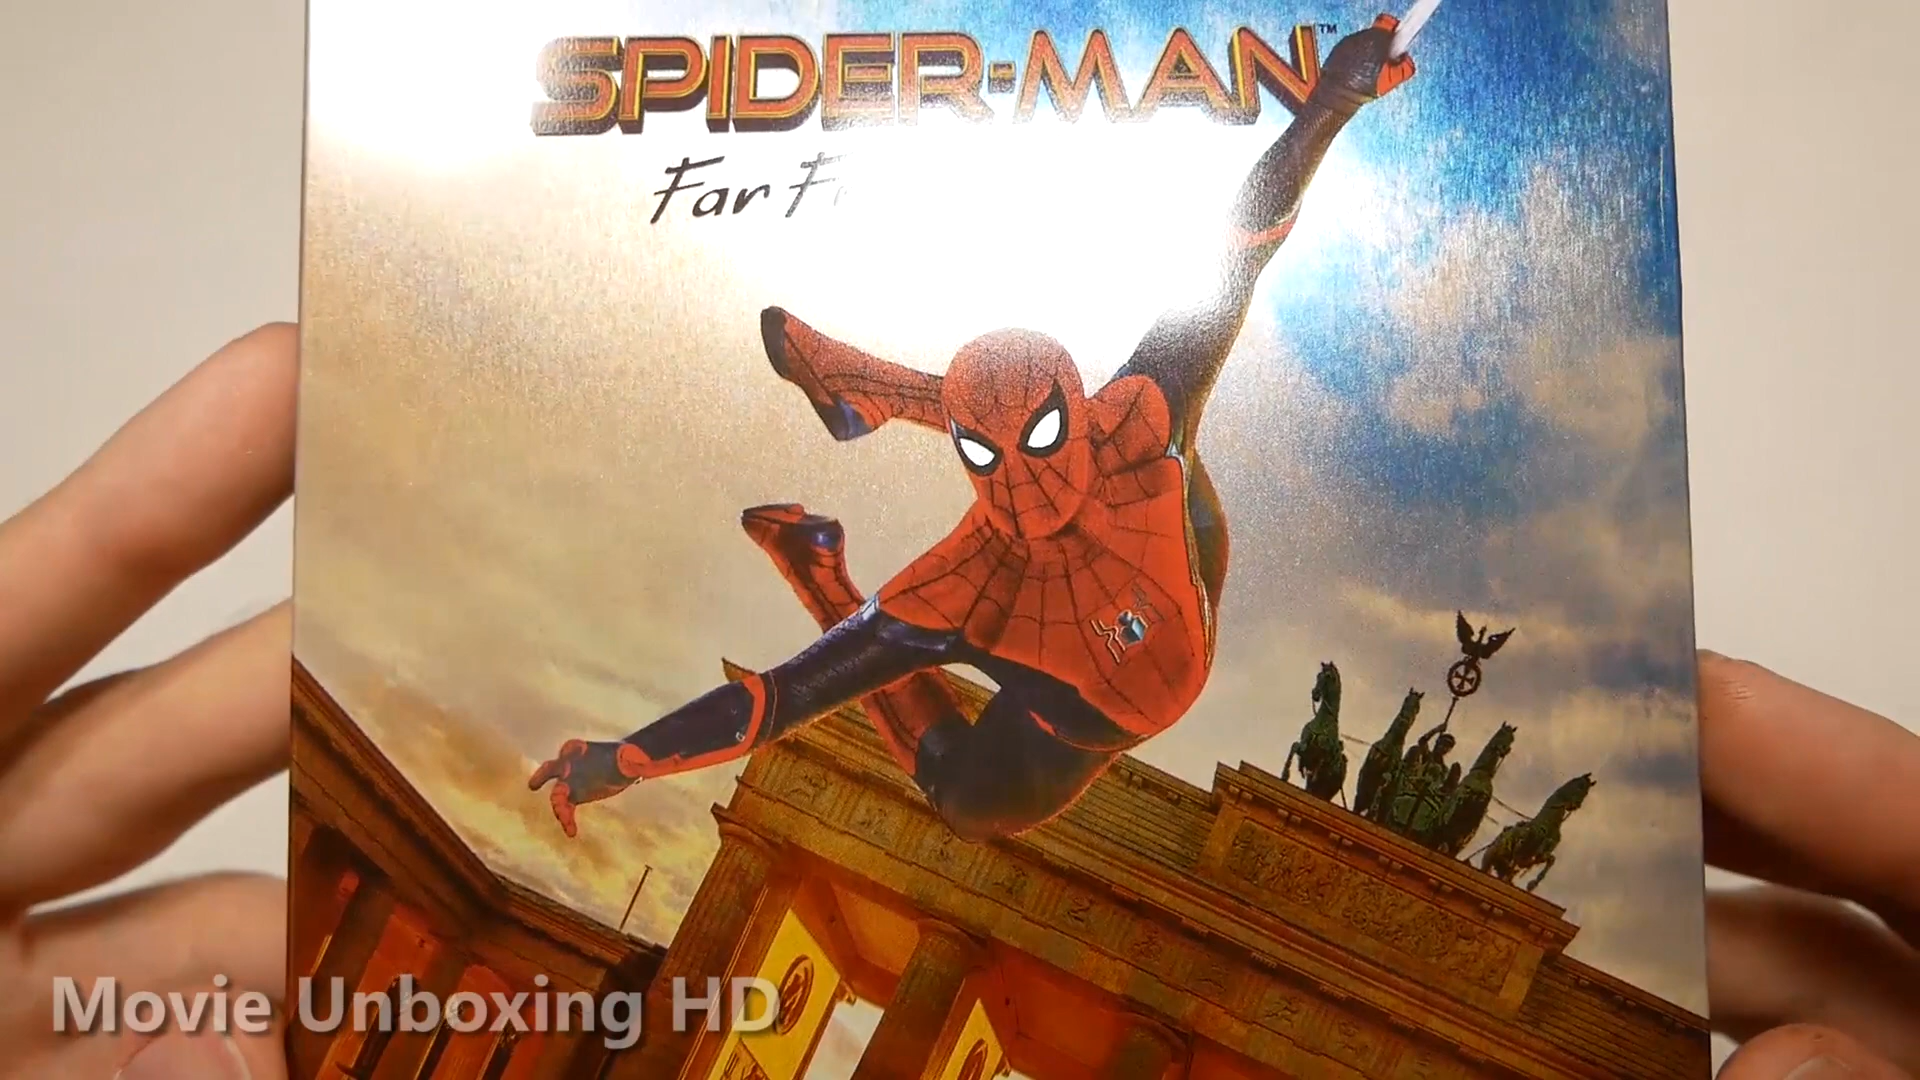 SPIDER-MAN™
Far
Movie Unboxing HD